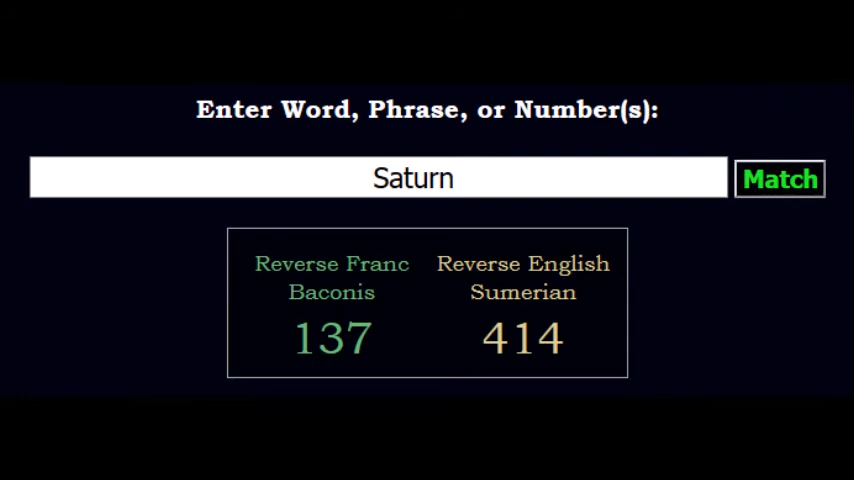 Enter Word, Phrase, or Number(s):
Saturn Match
Reverse Franc Reverse English
Baconis Sumerian
137 414